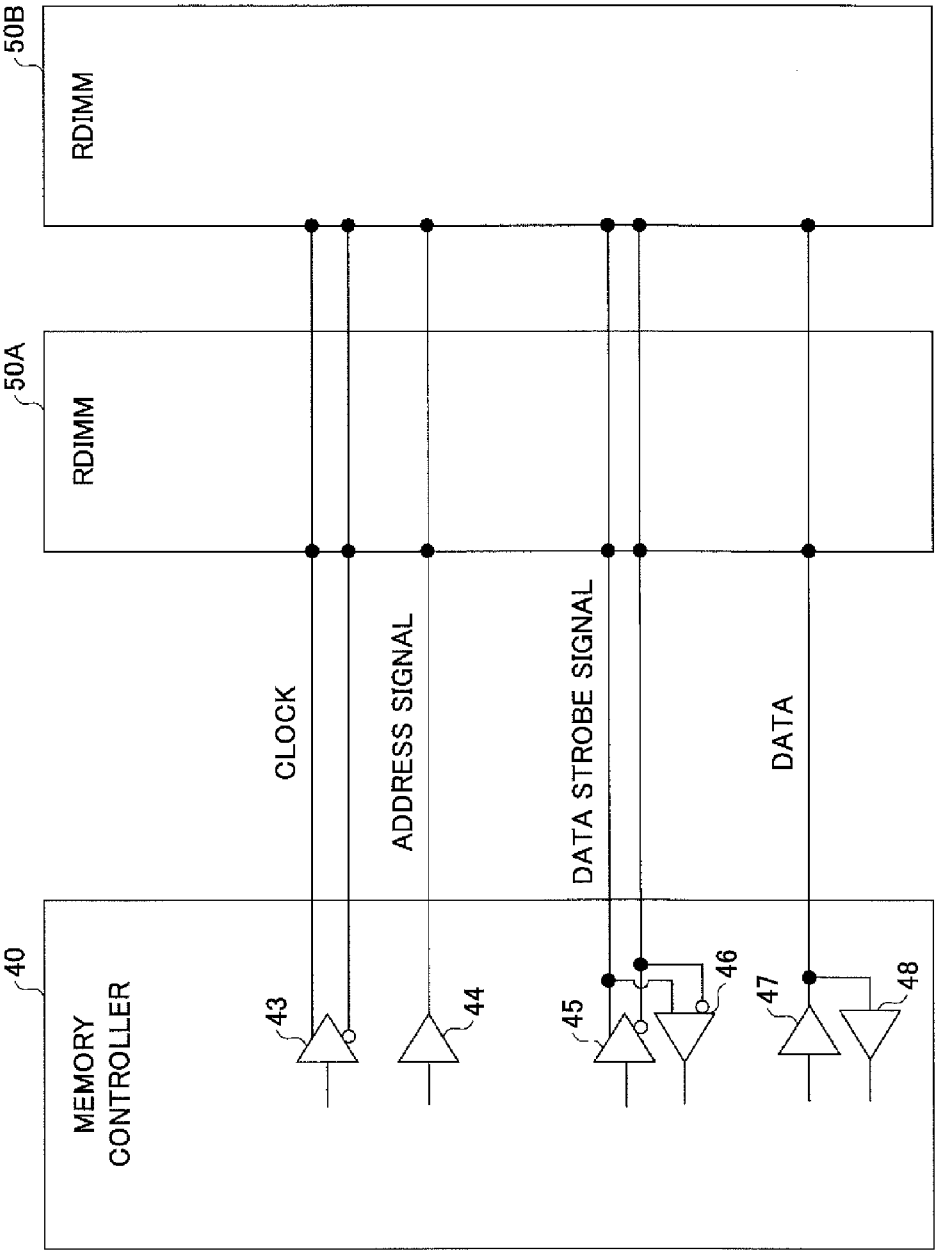 40
MEMORY
CONTROLLER
43
44
45
46
47
48
CLOCK
ADDRESS SIGNAL
DATA STROBE SIGNAL
DATA
50A
RDIMM
50B
RDIMM